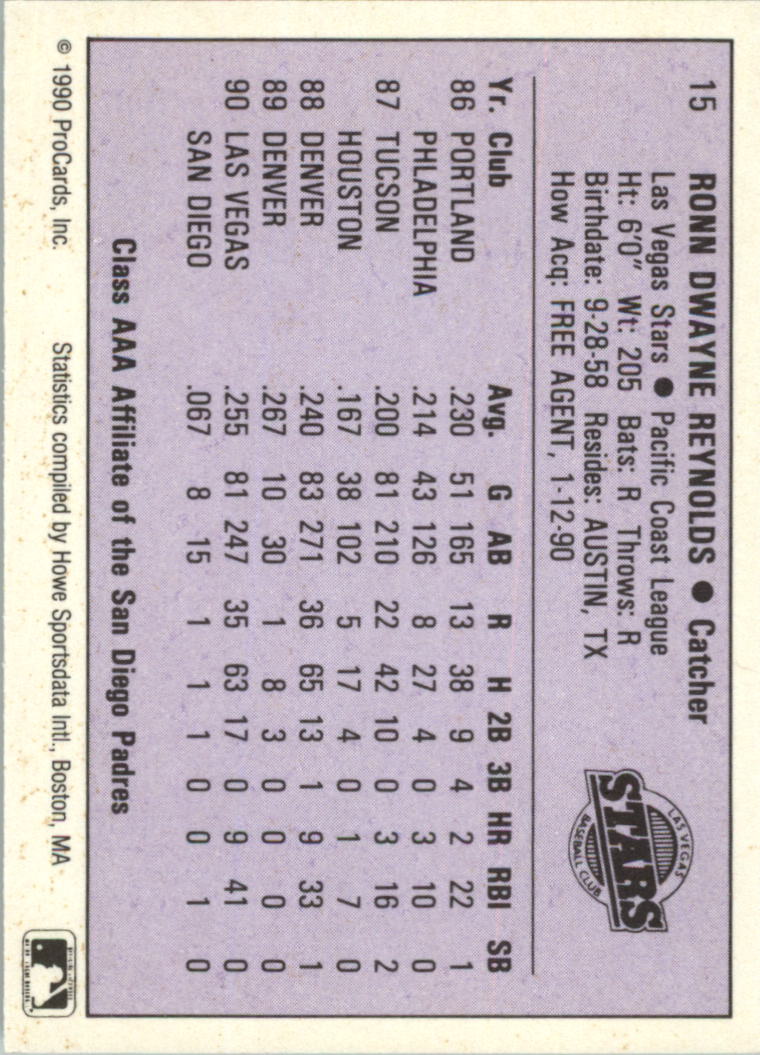 15 RONN DWAYNE REYNOLDS ● Catcher
Las Vegas Stars ● Pacific Coast League
Ht: 6'0" Wt: 205 Bats: R Throws: R
Birthdate: 9-28-58 Resides: AUSTIN, TX
How Acq: FREE AGENT, 1-12-90
LAS VEGAS
STARS
BASEBALL CLUB
Yr. Club Avg. G AB R H 2B 3B HR RBI SB
86 PORTLAND .230 51 165 13 38 9 4 2 22 1
PHLADELPHIA .214 43 126 8 27 4 0 3 10 0
87 TUCSON .200 81 210 22 42 10 0 3 16 2
HOUSTON .167 38 102 5 17 4 0 1 7 0
88 DENVER .240 83 271 36 65 13 1 9 33 1
89 DENVER .267 10 30 1 8 3 0 0 0 0
90 LAS VEGAS .255 81 247 35 63 17 0 9 41 0
SAN DIEGO .067 8 15 1 1 1 0 0 1 0
Class AAA Affiliate of the San Diego Padres
© 1990 ProCards, Inc. Statistics compiled by Howe Sportsdata Intl., Boston, MA